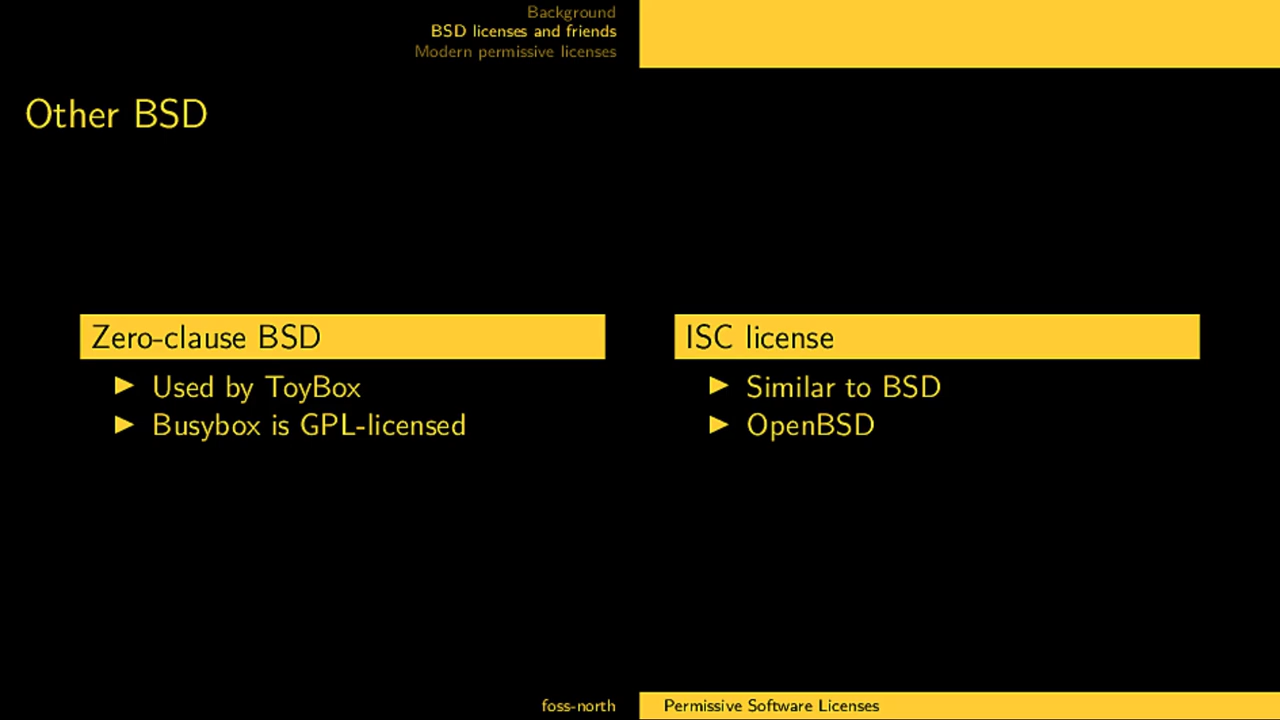 Background
BSD licenses and friends
Modern permissive licenses
Other BSD
Zero-clause BSD
Used by ToyBox
Busybox is GPL-licensed
ISC license
Similar to BSD
OpenBSD
foss-north
Permissive Software Licenses